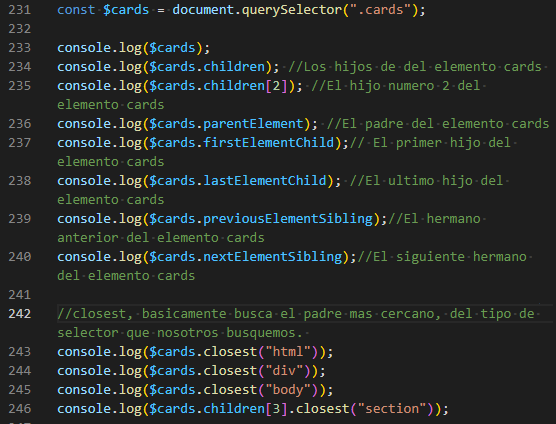 231 const $cards = document.querySelector(".cards");
232
233 console.log($cards);
234 console.log($cards.children); //Los hijos de del elemento cards
235 console.log($cards.children[2]); //El hijo numero 2 del
elemento cards
236 console.log($cards.parentElement); //El padre del elemento cards
237 console.log($cards.firstElementChild);// El primer hijo del
elemento cards
238 console.log($cards.lastElementChild); //El ultimo hijo del
elemento cards
239 console.log($cards.previousElementSibling);//El hermano
anterior del elemento cards
240 console.log($cards.nextElementSibling);//El siguiente hermano
del elemento cards
241
242 //closest, basicamente busca el padre mas cercano, del tipo de
selector que nosotros busquemos.
243 console.log($cards.closest("html"));
244 console.log($cards.closest("div"));
245 console.log($cards.closest("body"));
246 console.log($cards.children[3].closest("section"));